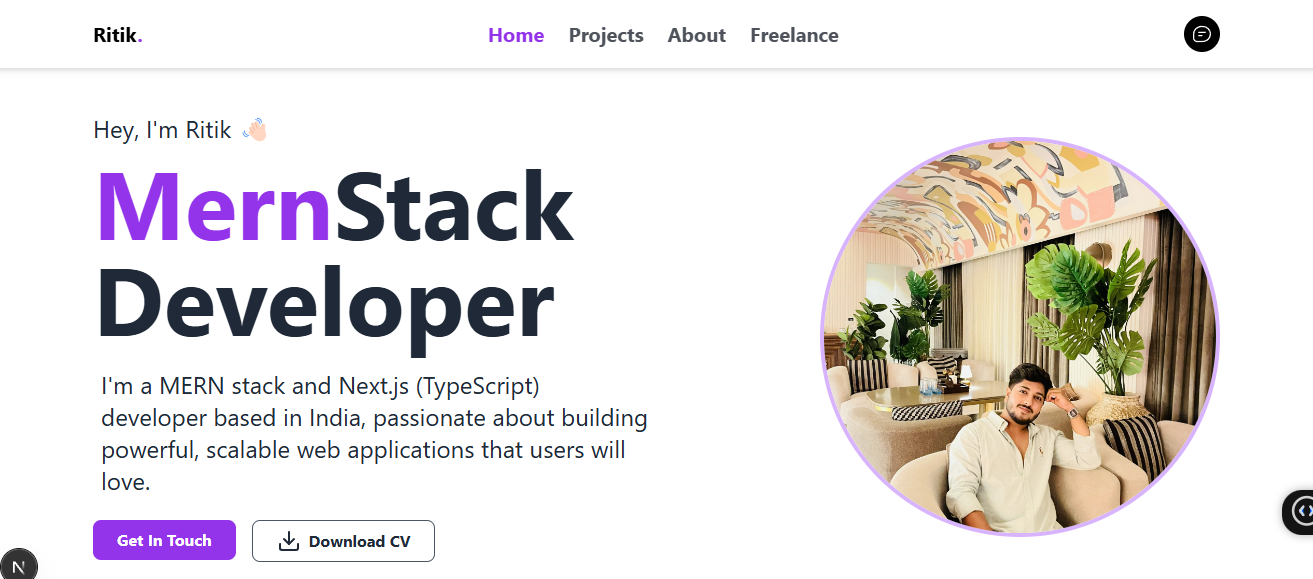 Ritik.
Home Projects About Freelance
Hey, I'm Ritik 👋🏻
MernStack
Developer
I'm a MERN stack and Next.js (TypeScript)
developer based in India, passionate about building
powerful, scalable web applications that users will
love.
Get In Touch
Download CV
N